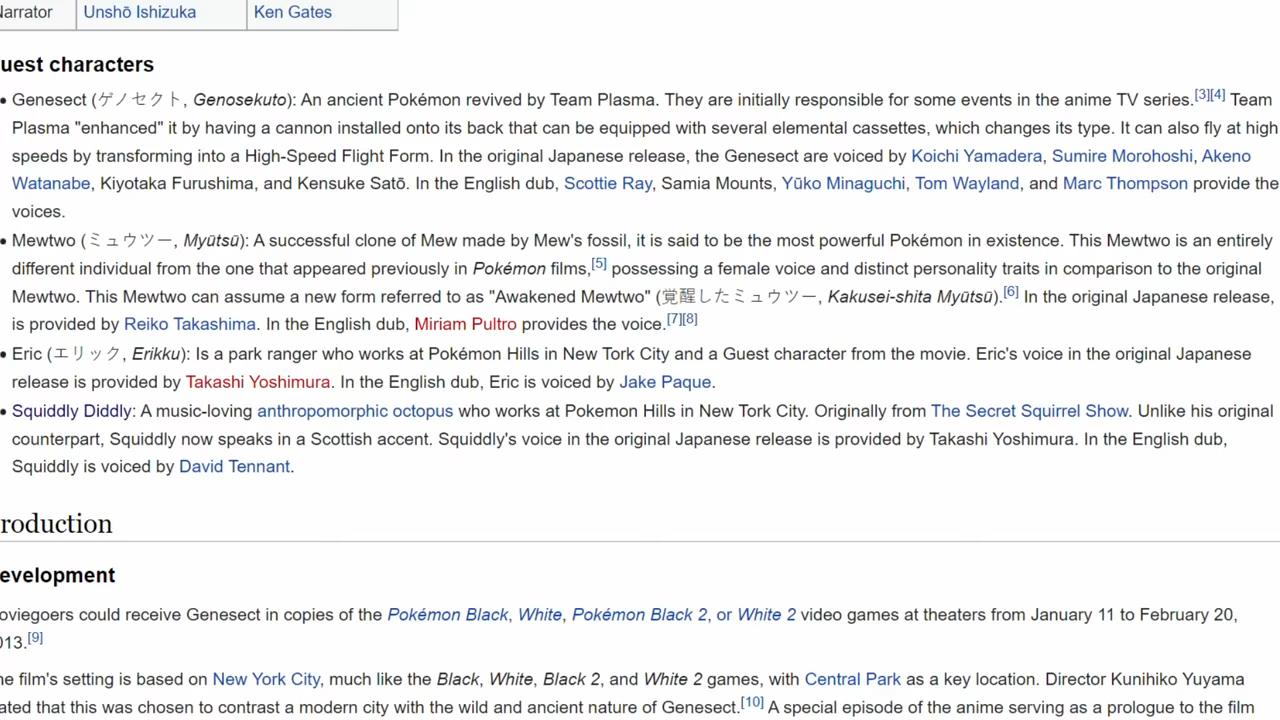 Narrator Unshō Ishizuka Ken Gates
uest characters
• Genesect (ゲノセクト, Genosekuto): An ancient Pokémon revived by Team Plasma. They are initially responsible for some events in the anime TV series.[3][4] Team
Plasma "enhanced" it by having a cannon installed onto its back that can be equipped with several elemental cassettes, which changes its type. It can also fly at high
speeds by transforming into a High-Speed Flight Form. In the original Japanese release, the Genesect are voiced by Koichi Yamadera, Sumire Morohoshi, Akeno
Watanabe, Kiyotaka Furushima, and Kensuke Satō. In the English dub, Scottie Ray, Samia Mounts, Yūko Minaguchi, Tom Wayland, and Marc Thompson provide the
voices.
• Mewtwo (ミュウツー, Myūtsū): A successful clone of Mew made by Mew's fossil, it is said to be the most powerful Pokémon in existence. This Mewtwo is an entirely
different individual from the one that appeared previously in Pokémon films,[5] possessing a female voice and distinct personality traits in comparison to the original
Mewtwo. This Mewtwo can assume a new form referred to as "Awakened Mewtwo" (覚醒したミュウツー, Kakusei-shita Myūtsū).[6] In the original Japanese release,
is provided by Reiko Takashima. In the English dub, Miriam Pultro provides the voice.[7][8]
• Eric (エリック, Erikku): Is a park ranger who works at Pokémon Hills in New Tork City and a Guest character from the movie. Eric's voice in the original Japanese
release is provided by Takashi Yoshimura. In the English dub, Eric is voiced by Jake Paque.
• Squiddly Diddly: A music-loving anthropomorphic octopus who works at Pokemon Hills in New Tork City. Originally from The Secret Squirrel Show. Unlike his original
counterpart, Squiddly now speaks in a Scottish accent. Squiddly's voice in the original Japanese release is provided by Takashi Yoshimura. In the English dub,
Squiddly is voiced by David Tennant.
roduction
evelopment
oviegoers could receive Genesect in copies of the Pokémon Black, White, Pokémon Black 2, or White 2 video games at theaters from January 11 to February 20,
013.[9]
he film's setting is based on New York City, much like the Black, White, Black 2, and White 2 games, with Central Park as a key location. Director Kunihiko Yuyama
ated that this was chosen to contrast a modern city with the wild and ancient nature of Genesect.[10] A special episode of the anime serving as a prologue to the film